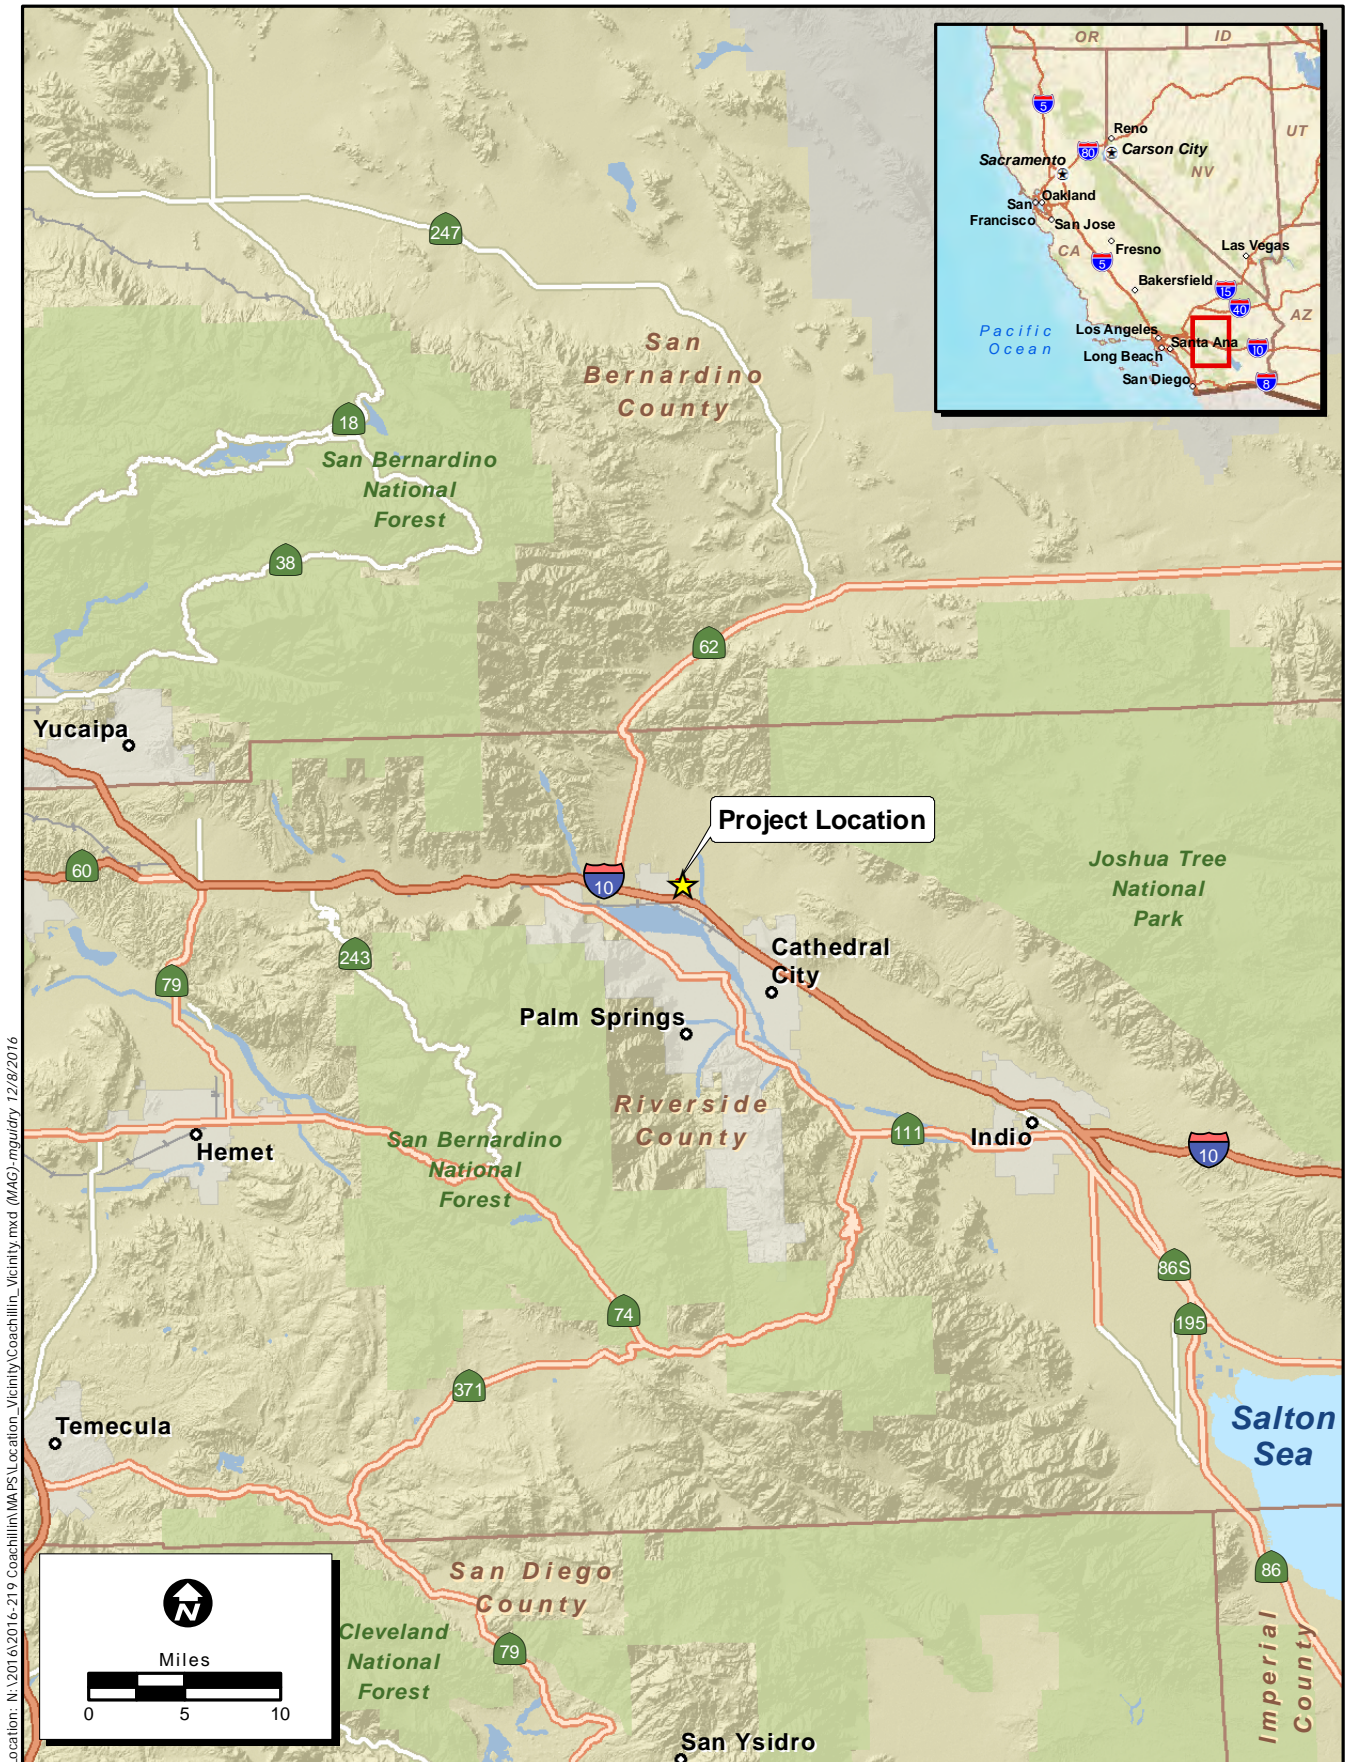 OR
ID
5
Reno
UT
80
Carson City
Sacramento
NV
Oakland
San
Francisco
San Jose
CA
Fresno
Las Vegas
5
Bakersfield
15
40
AZ
Pacific
Ocean
Los Angeles
Santa Ana
10
Long Beach
San Diego
8
247
San
Bernardino
County
18
San Bernardino
National
Forest
38
62
Yucaipa
Project Location
60
10
Joshua Tree
National
Park
243
Cathedral
City
79
Palm Springs
Riverside
County
111
Indio
10
Hemet
San Bernardino
National
Forest
86S
74
195
371
Temecula
Salton
Sea
San Diego
County
86
Cleveland
National
Forest
79
Imperial
County
San Ysidro
N
Miles
0 5 10
ocation: N:\2016\2016-219 Coachillin\MAPS\Location_Vicinity\Coachillin_Vicinity.mxd (MAG)-mguidry 12/8/2016